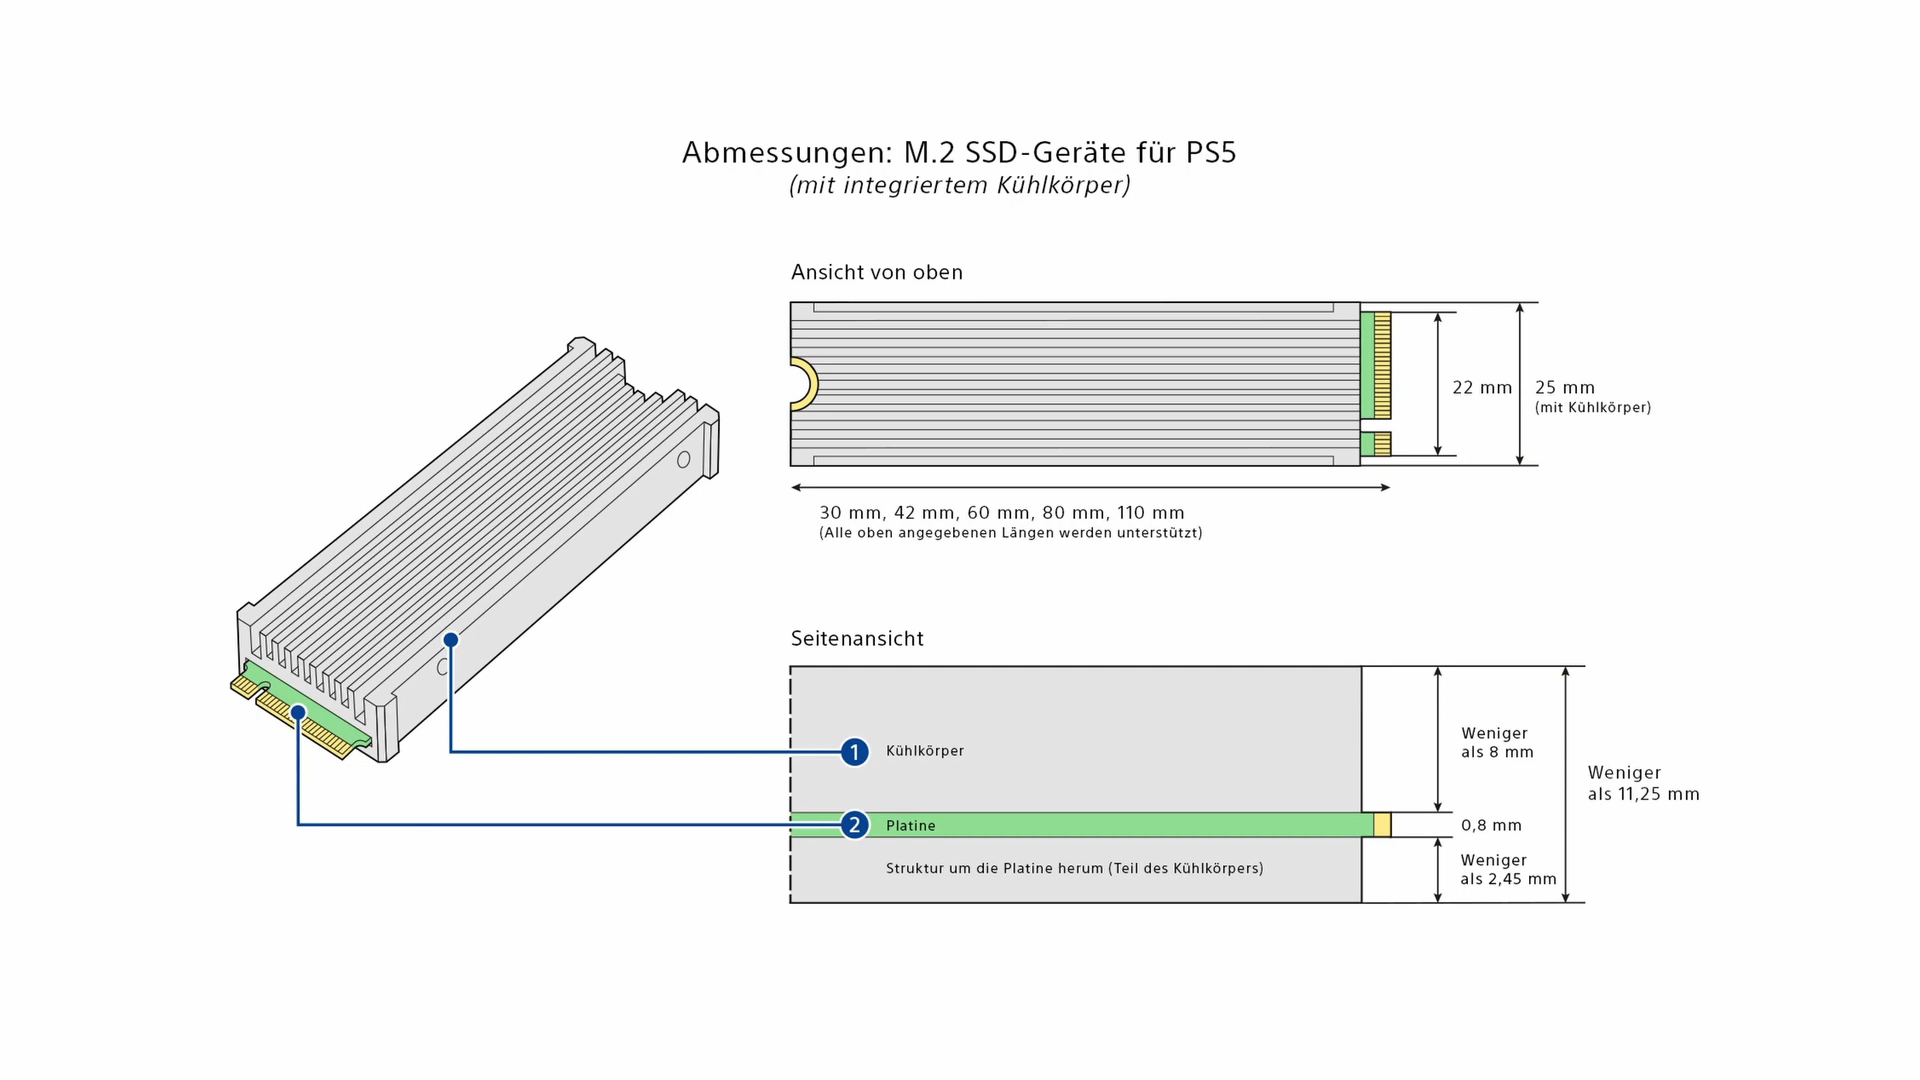 Abmessungen: M.2 SSD-Geräte für PS5
(mit integriertem Kühlkörper)
Ansicht von oben
22 mm
25 mm
(mit Kühlkörper)
30 mm, 42 mm, 60 mm, 80 mm, 110 mm
(Alle oben angegebenen Längen werden unterstützt)
Seitenansicht
1 Kühlkörper
Weniger
als 8 mm
Weniger
als 11,25 mm
2 Platine
0,8 mm
Struktur um die Platine herum (Teil des Kühlkörpers)
Weniger
als 2,45 mm